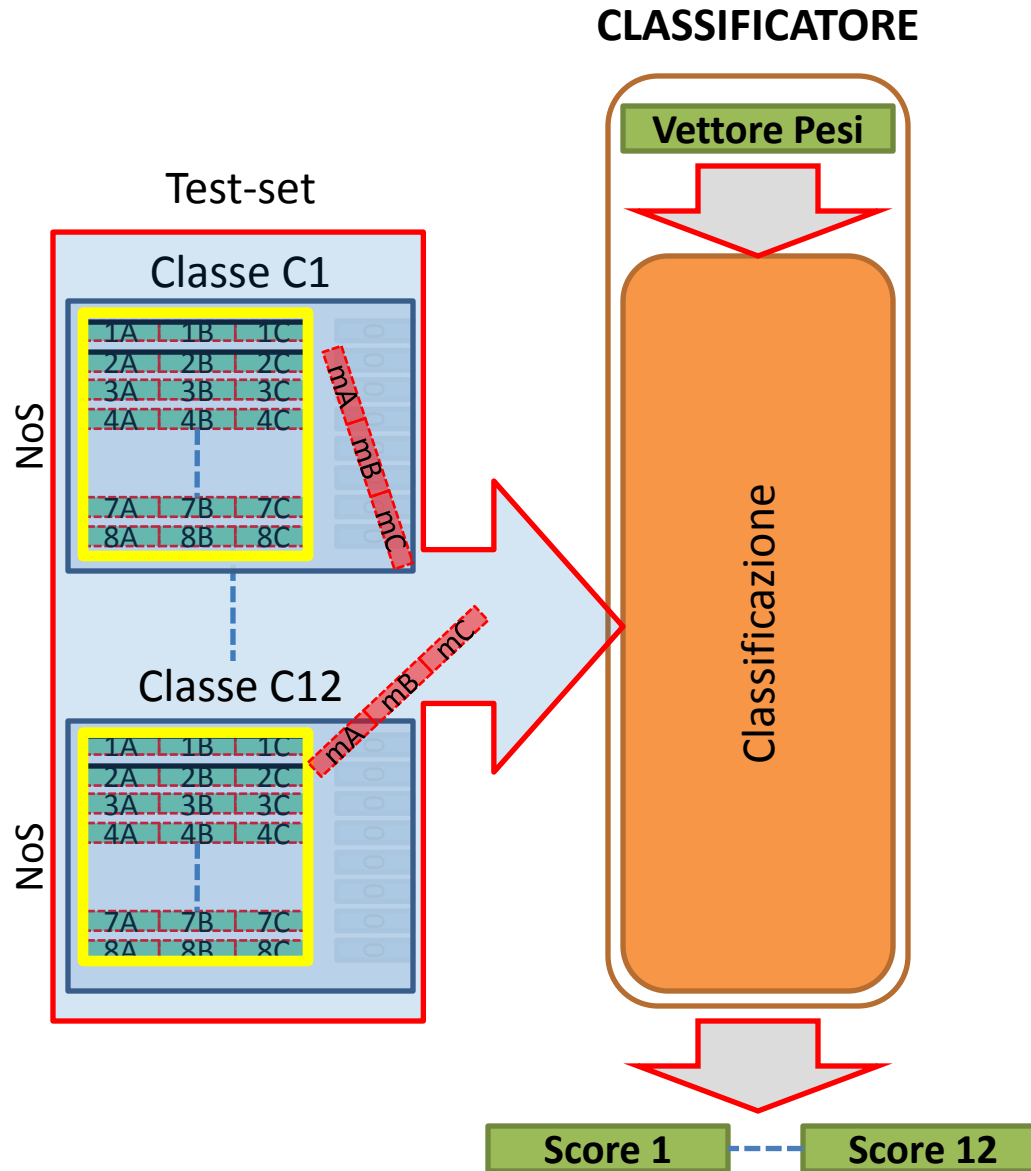 CLASSIFICATORE
Vettore Pesi
Test-set
Classe C1
1A 1B 1C
2A 2B 2C
3A 3B 3C
4A 4B 4C
7A 7B 7C
8A 8B 8C
NoS
mA mB mC
Classe C12
1A 1B 1C
2A 2B 2C
3A 3B 3C
4A 4B 4C
7A 7B 7C
8A 8B 8C
NoS
mA mB mC
Classificazione
Score 1
Score 12